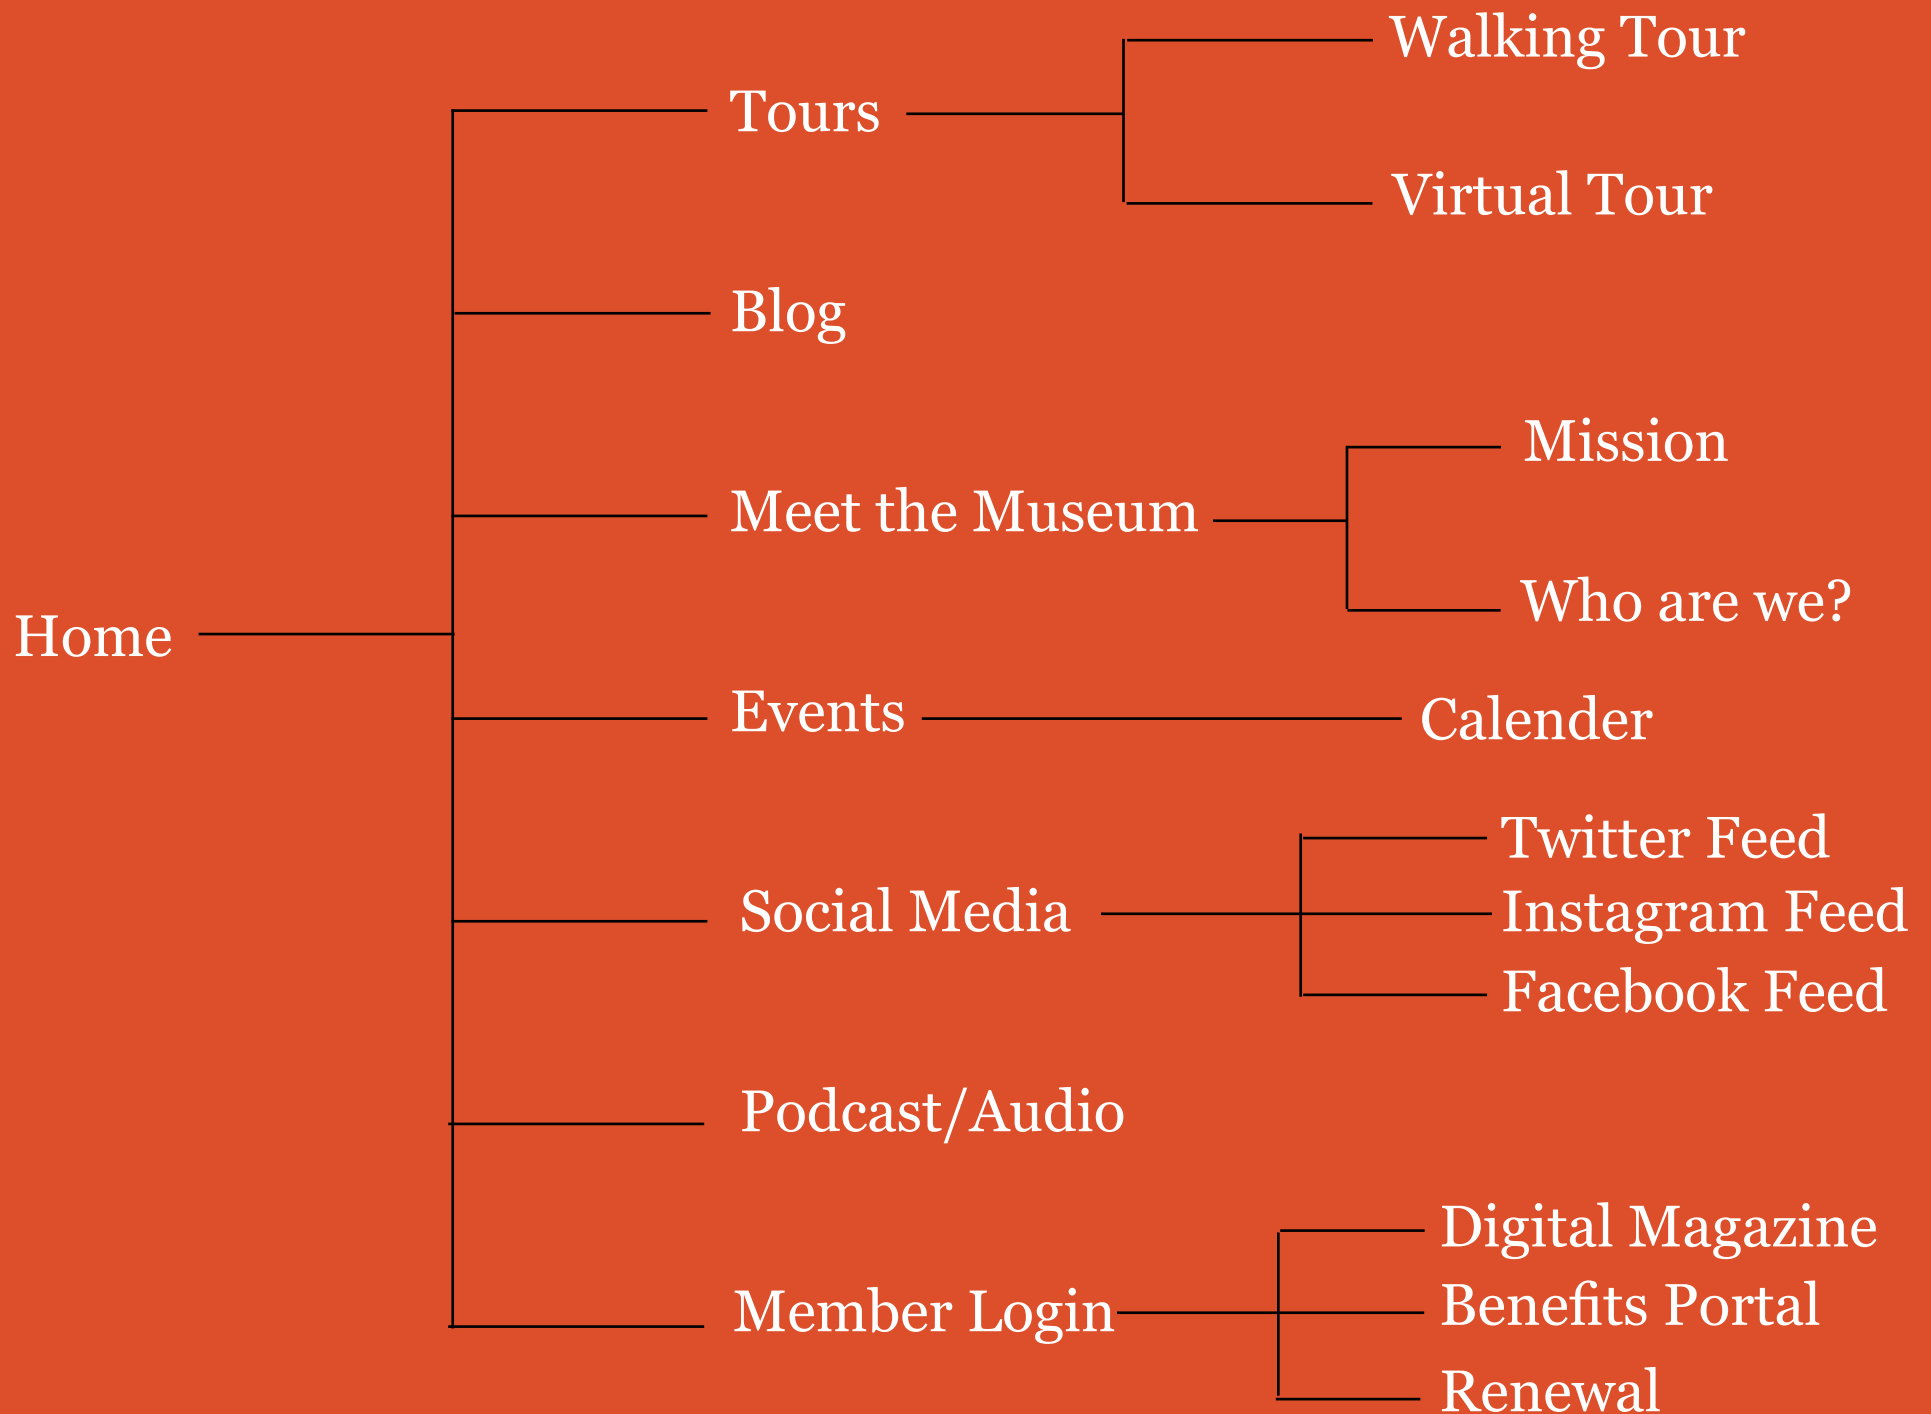 Home
Tours
Walking Tour
Virtual Tour
Blog
Meet the Museum
Mission
Who are we?
Events
Calender
Social Media
Twitter Feed
Instagram Feed
Facebook Feed
Podcast/Audio
Member Login
Digital Magazine
Benefits Portal
Renewal